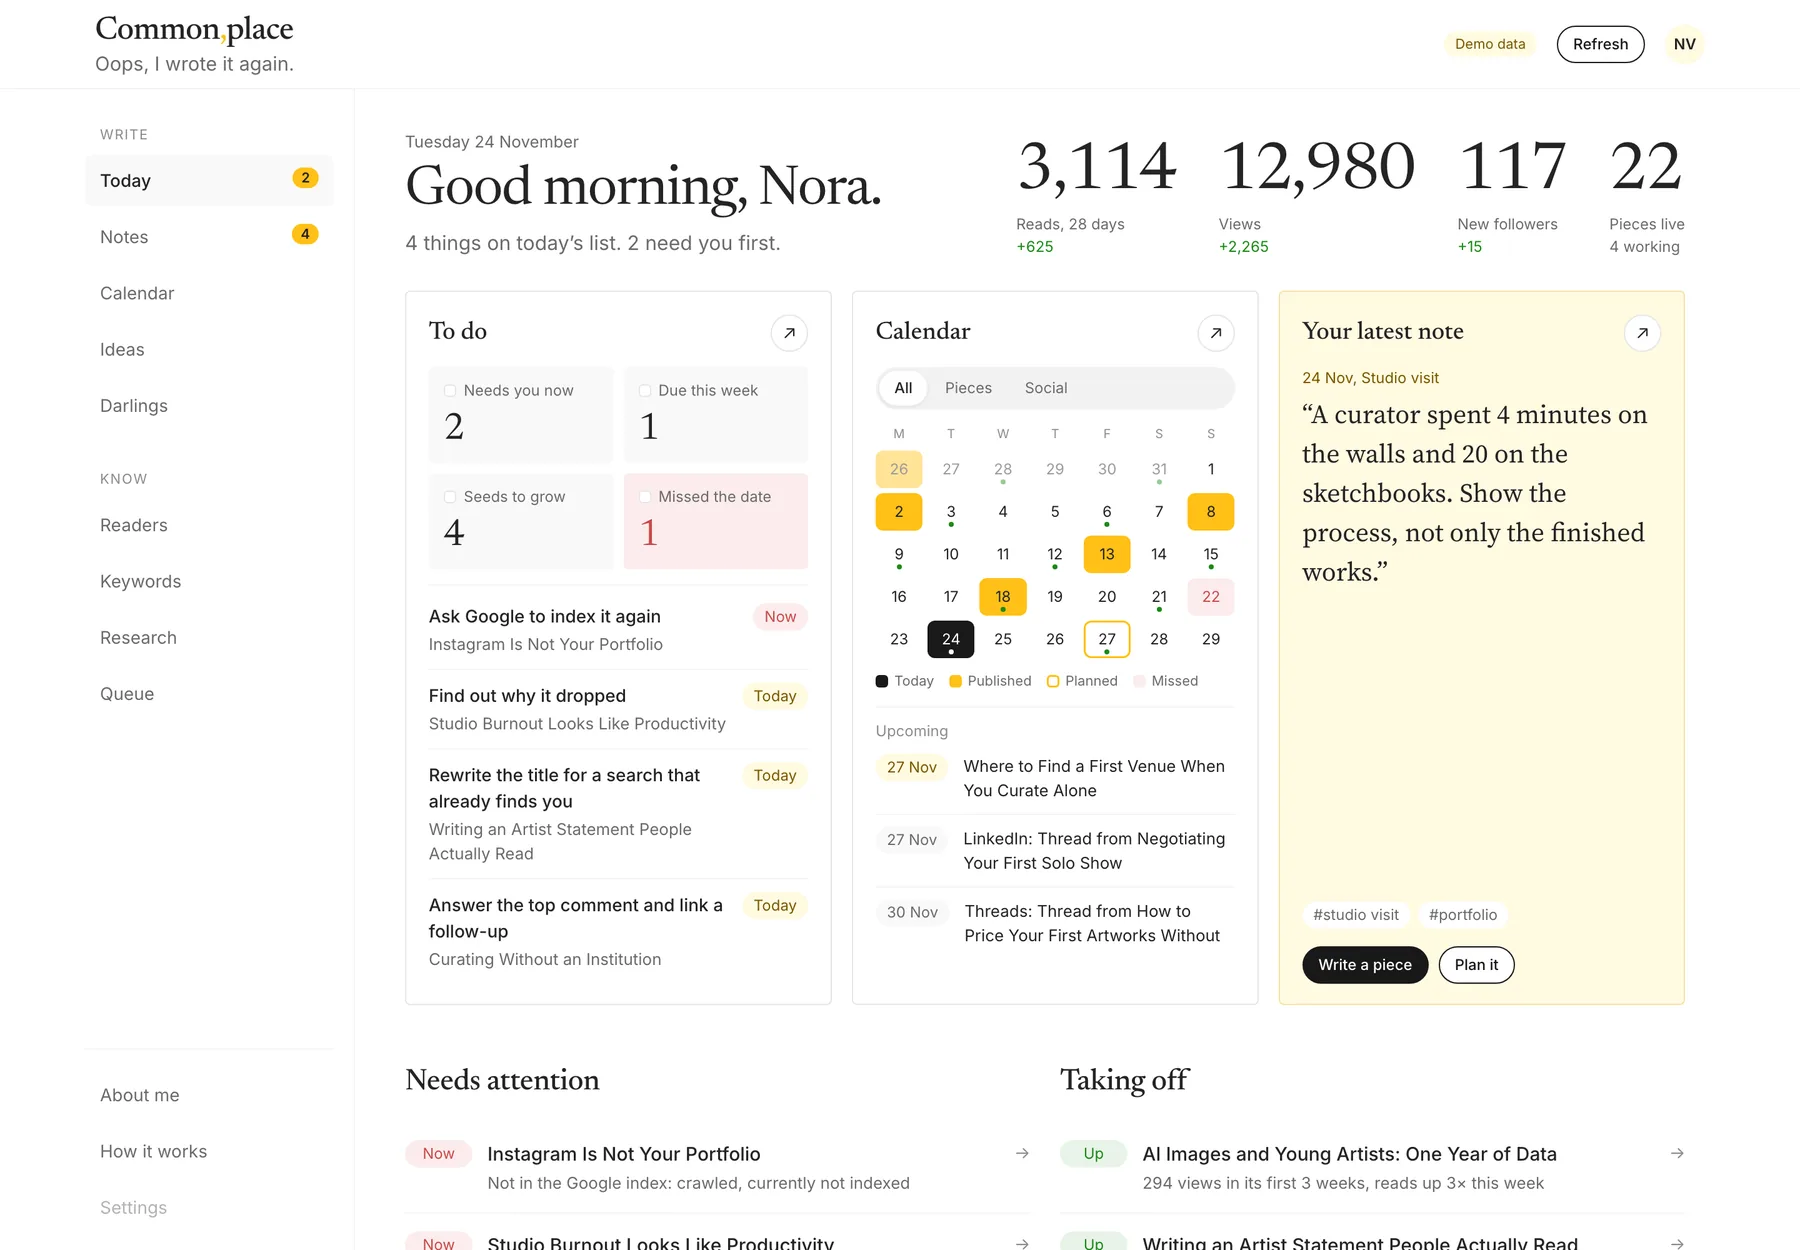 Common,place
Oops, I wrote it again.
Demo data
Refresh
NV
WRITE
Today 2
Notes 4
Calendar
Ideas
Darlings
KNOW
Readers
Keywords
Research
Queue
About me
How it works
Settings
Tuesday 24 November
Good morning, Nora.
4 things on today’s list. 2 need you first.
3,114
Reads, 28 days
+625
12,980
Views
+2,265
117
New followers
+15
22
Pieces live
4 working
To do
Needs you now
2
Due this week
1
Seeds to grow
4
Missed the date
1
Ask Google to index it again
Now
Instagram Is Not Your Portfolio
Find out why it dropped
Today
Studio Burnout Looks Like Productivity
Rewrite the title for a search that
already finds you
Today
Writing an Artist Statement People
Actually Read
Answer the top comment and link a
follow-up
Today
Curating Without an Institution
Calendar
All Pieces Social
M T W T F S S
26 27 28 29 30 31 1
2 3 4 5 6 7 8
9 10 11 12 13 14 15
16 17 18 19 20 21 22
23 24 25 26 27 28 29
Today Published Planned Missed
Upcoming
27 Nov
Where to Find a First Venue When
You Curate Alone
27 Nov
LinkedIn: Thread from Negotiating
Your First Solo Show
30 Nov
Threads: Thread from How to
Price Your First Artworks Without
Your latest note
24 Nov, Studio visit
“A curator spent 4 minutes on
the walls and 20 on the
sketchbooks. Show the
process, not only the finished
works.”
#studio visit #portfolio
Write a piece
Plan it
Needs attention
Now
Instagram Is Not Your Portfolio
Not in the Google index: crawled, currently not indexed
Now
Studio Burnout Looks Like Productivity
Taking off
Up
AI Images and Young Artists: One Year of Data
294 views in its first 3 weeks, reads up 3× this week
Up
Writing an Artist Statement People Actually Read